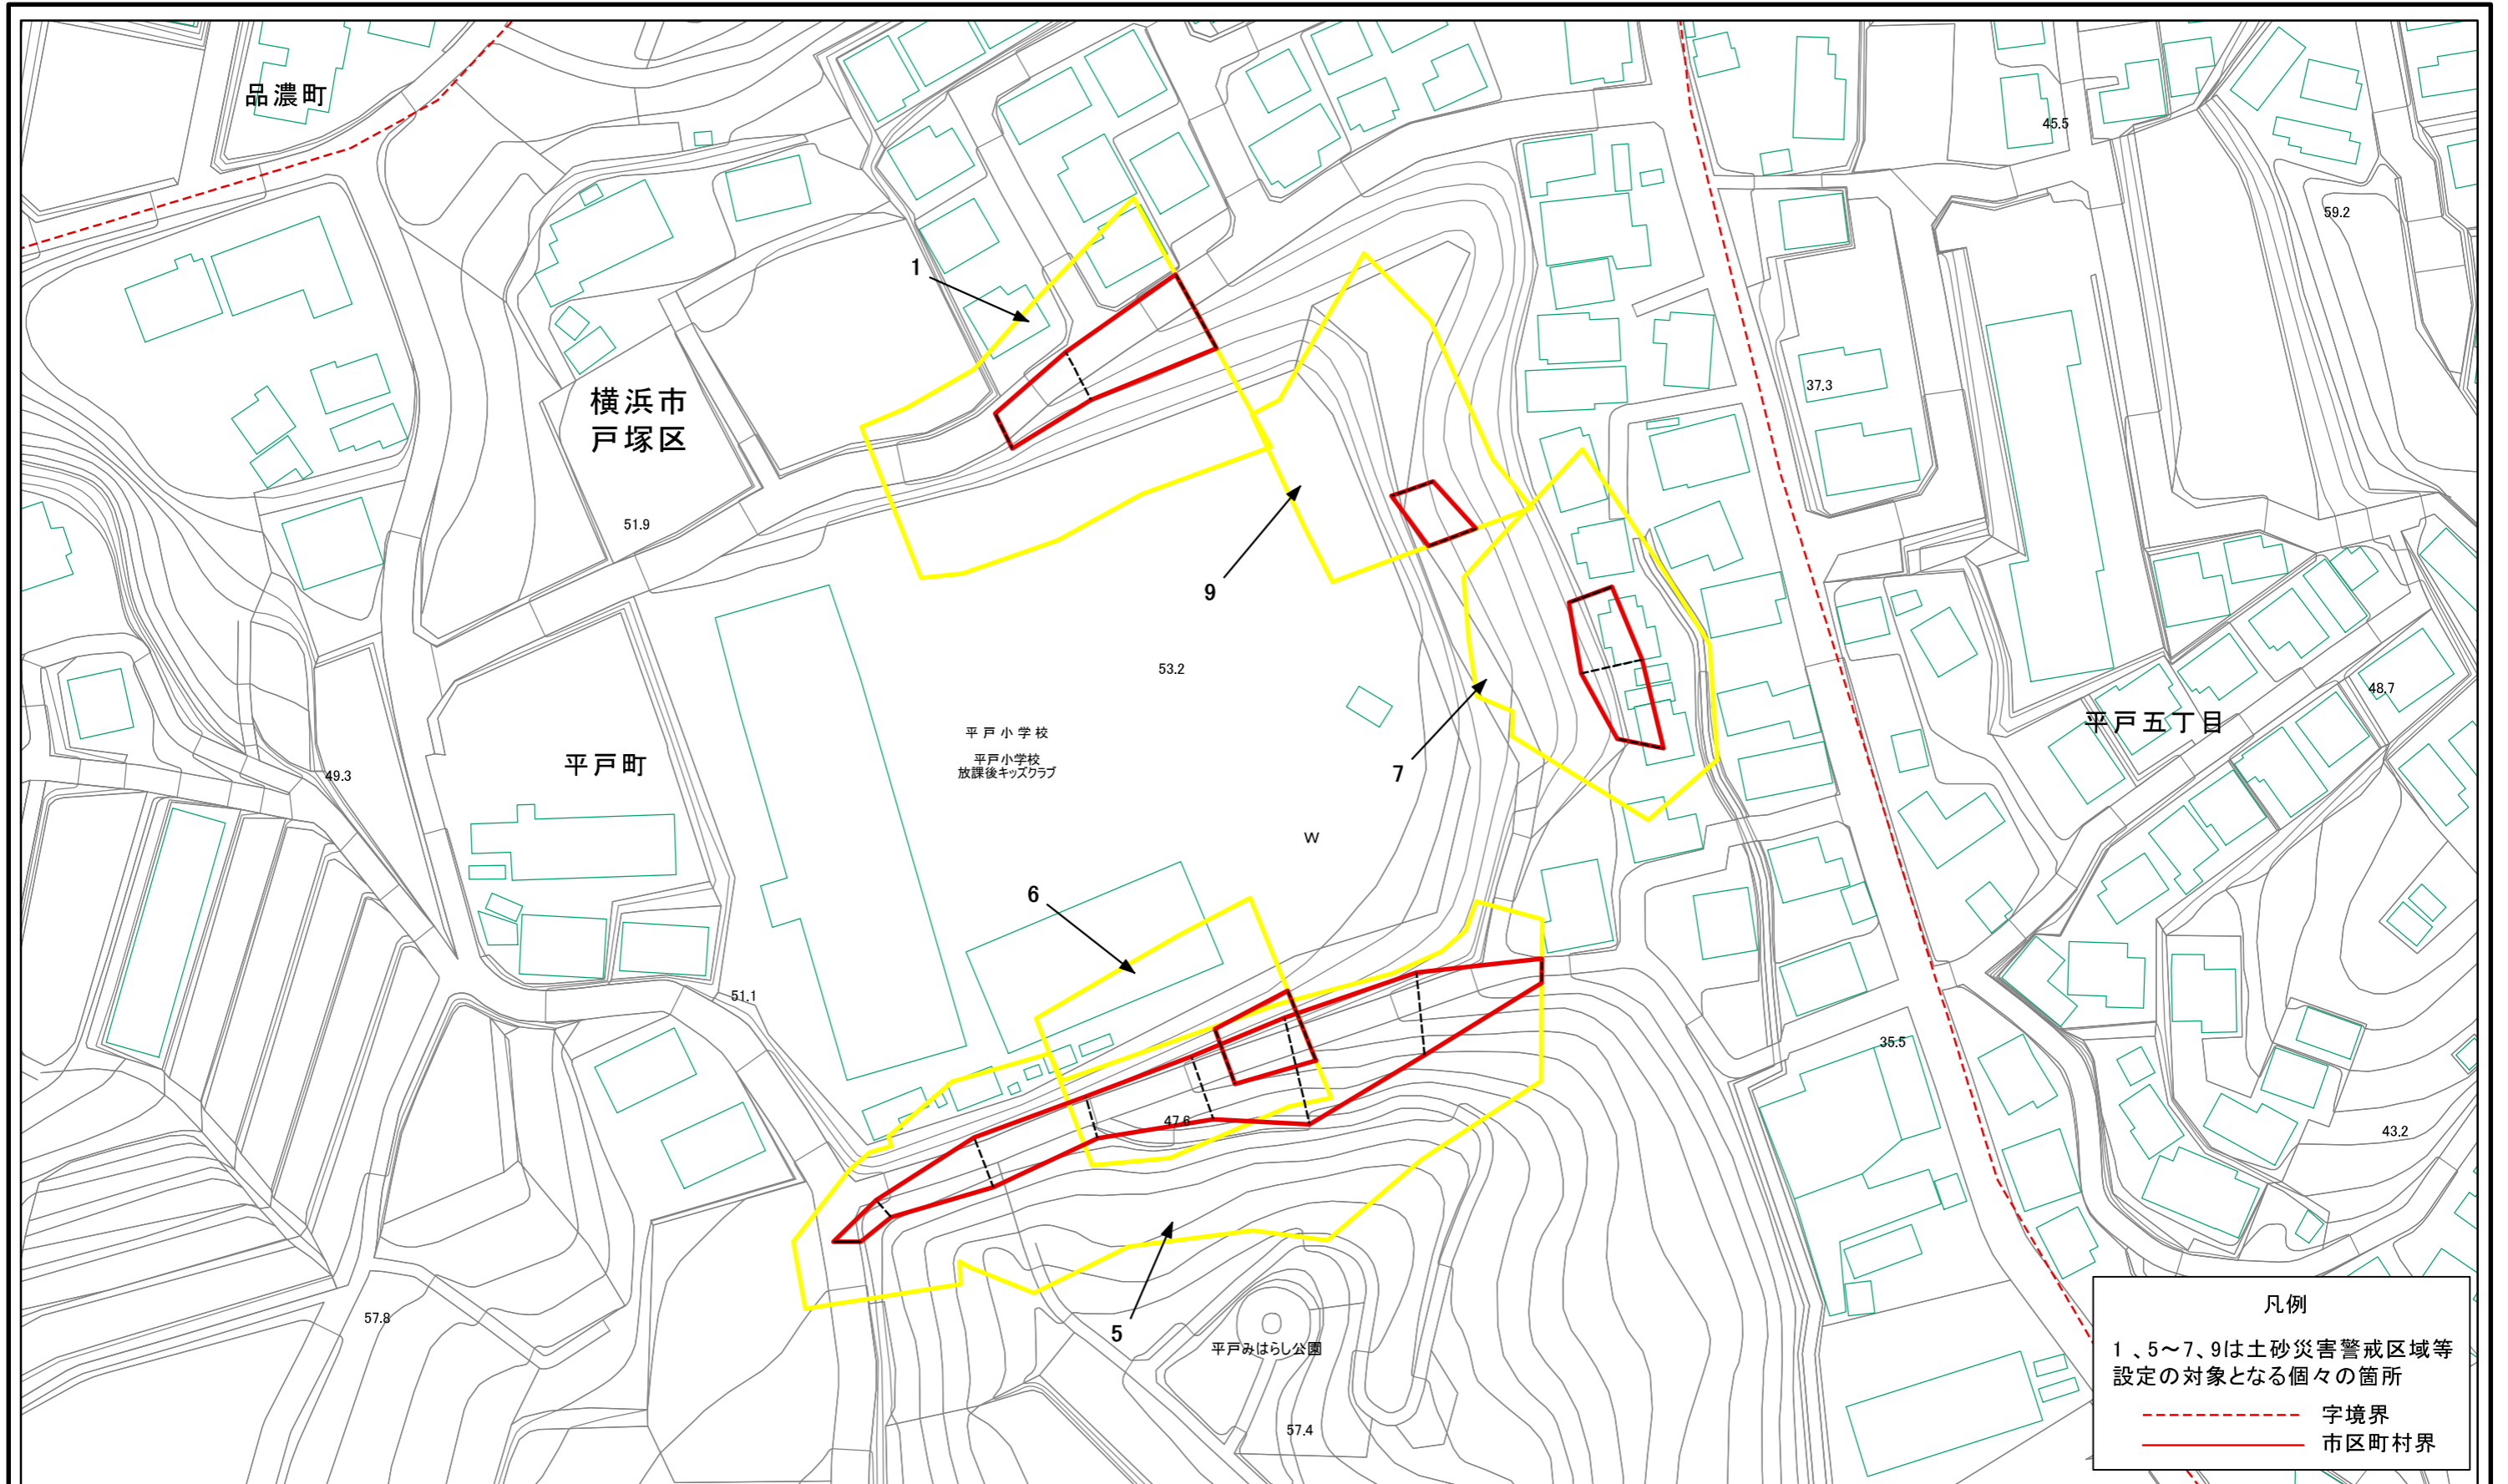 品濃町
45.5
59.2
1
37.3
横浜市
戸塚区
51.9
9
53.2
48.7
平戸五丁目
平戸小学校
平戸小学校
放課後キッズクラブ
平戸町
7
49.3
W
6
51.1
35.5
47.6
43.2
57.8
5
平戸みはらし公園
57.4
凡例
1、5～7、9は土砂災害警戒区域等
設定の対象となる個々の箇所
字境界
市区町村界